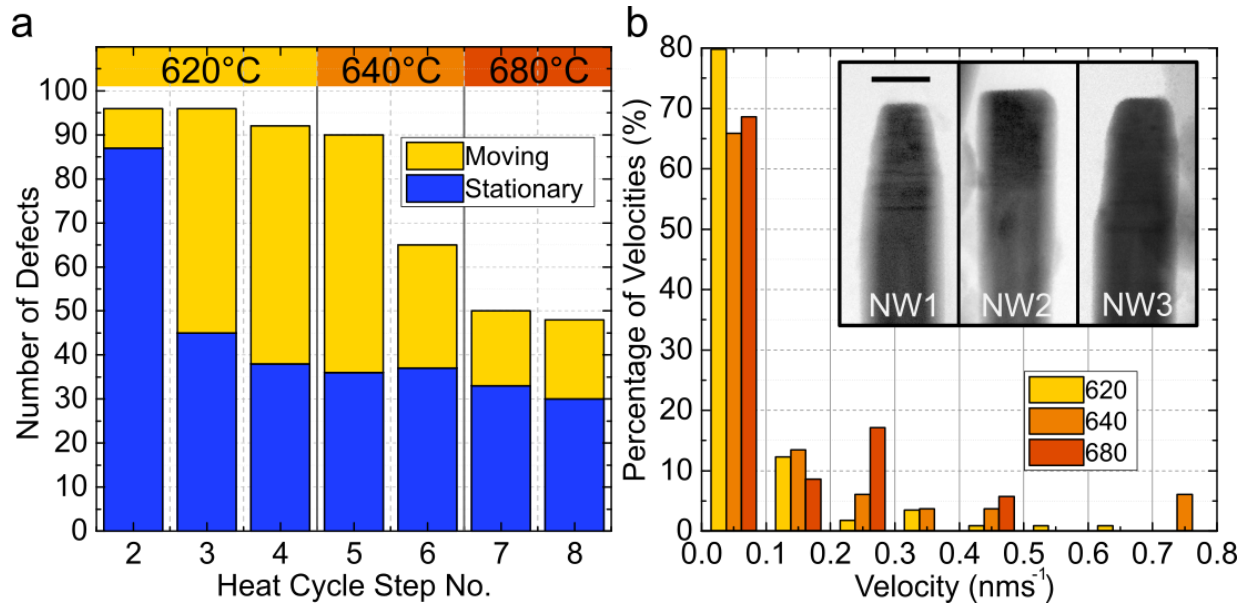 a
620°C 640°C 680°C
100
90
80
70
60
50
40
30
20
10
0
Number of Defects
Moving
Stationary
2 3 4 5 6 7 8
Heat Cycle Step No.
b
80
70
60
50
40
30
20
10
0
Percentage of Velocities (%)
NW1 NW2 NW3
620
640
680
0.0 0.1 0.2 0.3 0.4 0.5 0.6 0.7 0.8
Velocity (nms⁻¹)